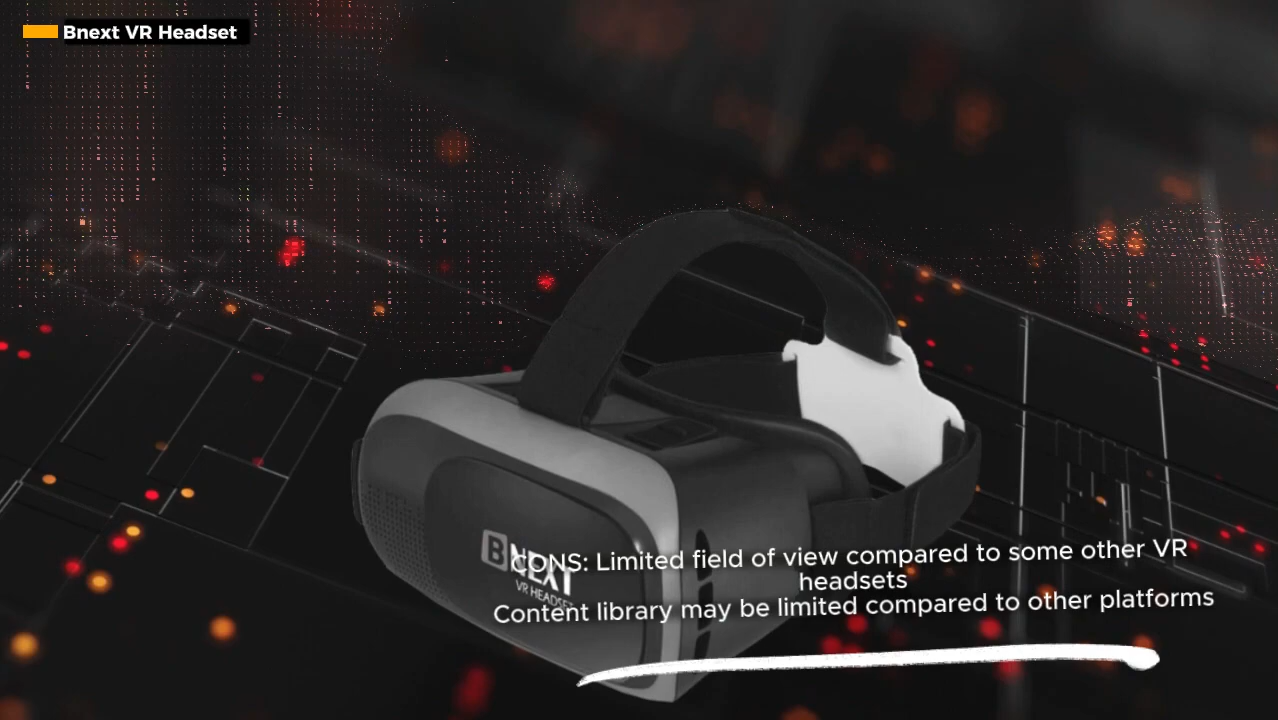 Bnext VR Headset
CONS: Limited field of view compared to some other VR
headsets
BNEXT
VR HEADSET
Content library may be limited compared to other platforms